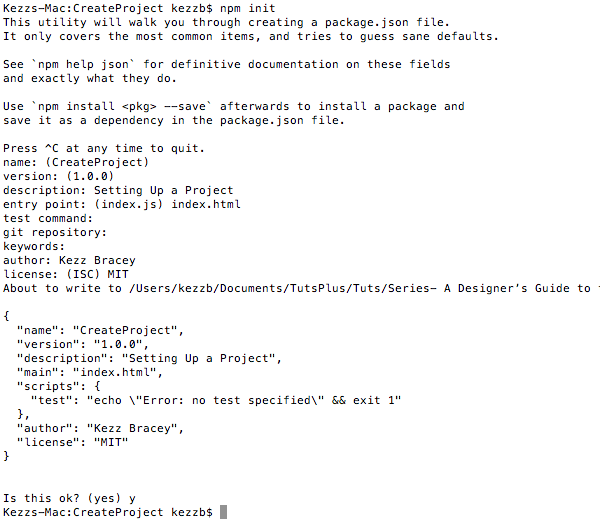 Kezzs-Mac:CreateProject kezzb$ npm init
This utility will walk you through creating a package.json file.
It only covers the most common items, and tries to guess sane defaults.
See `npm help json` for definitive documentation on these fields
and exactly what they do.
Use `npm install <pkg> --save` afterwards to install a package and
save it as a dependency in the package.json file.
Press ^C at any time to quit.
name: (CreateProject)
version: (1.0.0)
description: Setting Up a Project
entry point: (index.js) index.html
test command:
git repository:
keywords:
author: Kezz Bracey
license: (ISC) MIT
About to write to /Users/kezzb/Documents/TutsPlus/Tuts/Series- A Designer’s Guide to
{
  "name": "CreateProject",
  "version": "1.0.0",
  "description": "Setting Up a Project",
  "main": "index.html",
  "scripts": {
    "test": "echo \"Error: no test specified\" && exit 1"
  },
  "author": "Kezz Bracey",
  "license": "MIT"
}
Is this ok? (yes) y
Kezzs-Mac:CreateProject kezzb$